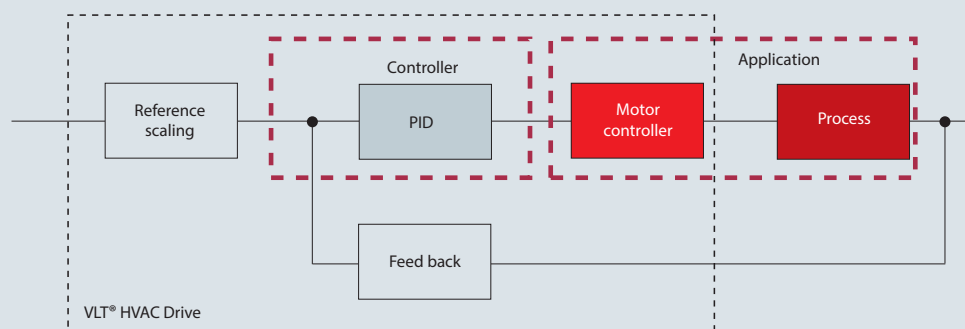 Controller
Application
Reference
scaling
PID
Motor
controller
Process
Feed back
VLT® HVAC Drive